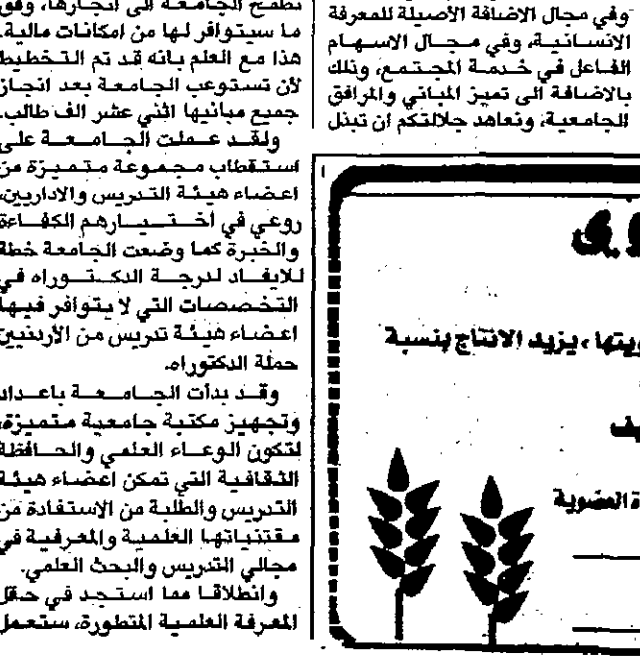 وفي مجال الاضافة الأصيلة للمعرفة
الانسانية، وفي مجال الاسهام
الفاعل في خدمة المجتمع، وذلك
بالاضافة الى تميز المباني والمرافق
الجامعية، ونعاهد جلالتكم ان نبذل
تطمح الجامعة الى انجازها، وفق
ما سيتوافر لها من امكانات مالية.
هذا مع العلم بانه قد تم التخطيط
لأن تستوعب الجامعة بعد انجاز
جميع مبانيها اثني عشر الف طالب.
ولقد عملت الجامعة على
استقطاب مجموعة متميزة من
اعضاء هيئة التدريس والاداريين،
روعي في اختيارهم الكفاءة
والخبرة كما وضعت الجامعة خطة
للايفاد لدرجة الدكتوراه في
التخصصات التي لا يتوافر فيها
اعضاء هيئة تدريس من الأردنيين
حملة الدكتوراه.
وقد بدأت الجامعة باعداد
وتجهيز مكتبة جامعية متميزة،
لتكون الوعاء العلمي والحافظة
الثقافية التي تمكن اعضاء هيئة
التدريس والطلبة من الاستفادة من
مقتنياتها العلمية والمعرفية في
مجالي التدريس والبحث العلمي.
وانطلاقا مما استجد في حقل
المعرفة العلمية المتطورة، ستعمل
يزيد الانتاج بنسبة
العضوية